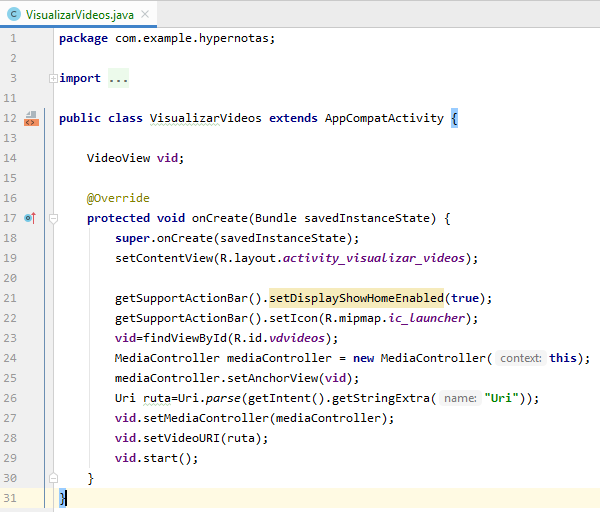 VisualizarVideos.java
1 package com.example.hypernotas;
2
3 import ...
11
12 public class VisualizarVideos extends AppCompatActivity {
13
14 VideoView vid;
15
16 @Override
17 protected void onCreate(Bundle savedInstanceState) {
18 super.onCreate(savedInstanceState);
19 setContentView(R.layout.activity_visualizar_videos);
20
21 getSupportActionBar().setDisplayShowHomeEnabled(true);
22 getSupportActionBar().setIcon(R.mipmap.ic_launcher);
23 vid=findViewById(R.id.vdvideos);
24 MediaController mediaController = new MediaController( context: this);
25 mediaController.setAnchorView(vid);
26 Uri ruta=Uri.parse(getIntent().getStringExtra( name: "Uri"));
27 vid.setMediaController(mediaController);
28 vid.setVideoURI(ruta);
29 vid.start();
30 }
31 }